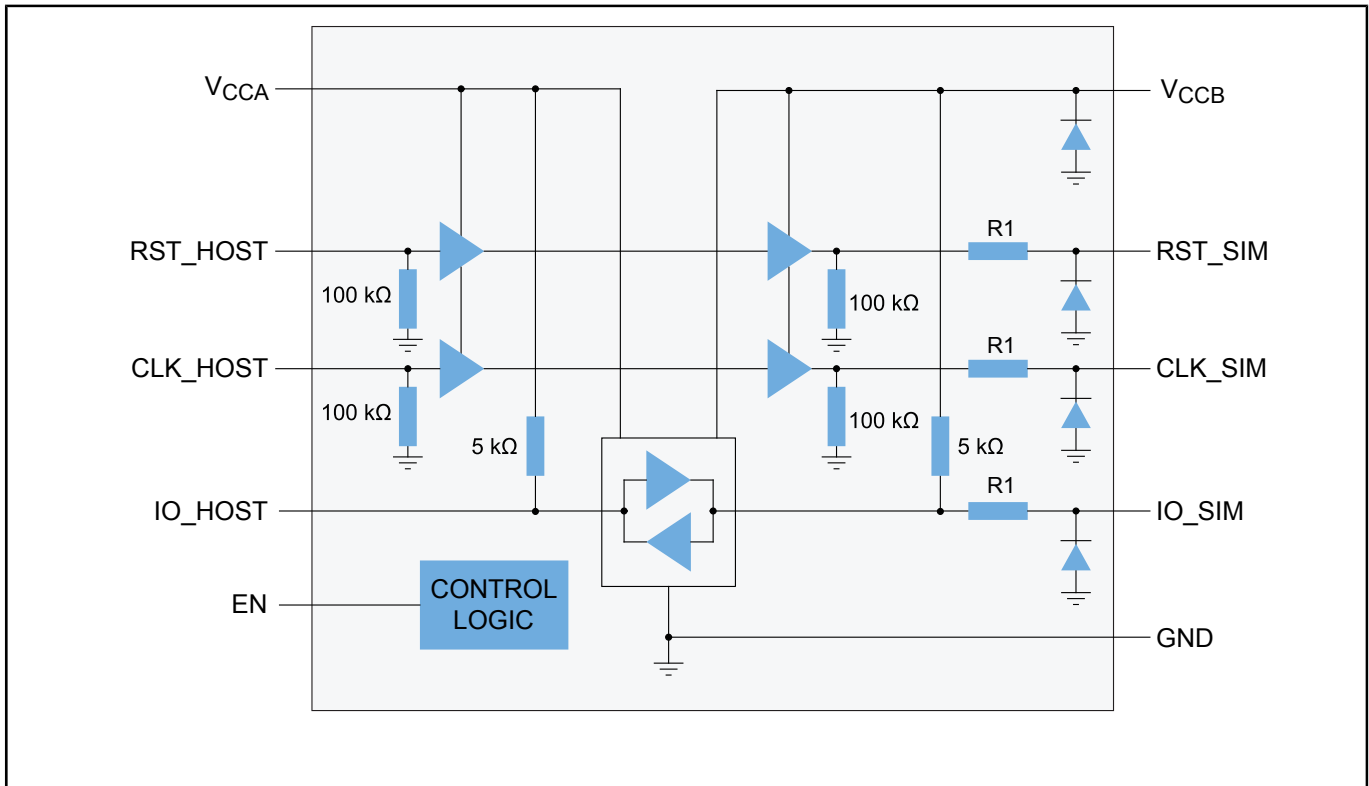 VCCA
VCCB
RST_HOST
R1
RST_SIM
100 kΩ
100 kΩ
CLK_HOST
R1
CLK_SIM
100 kΩ
100 kΩ
5 kΩ
5 kΩ
R1
IO_HOST
IO_SIM
EN
CONTROL
LOGIC
GND